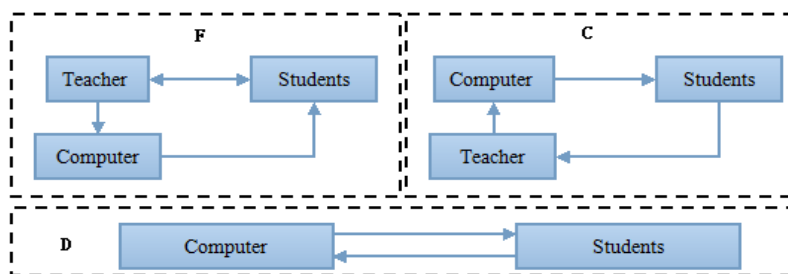 F
Teacher
Students
Computer
C
Computer
Students
Teacher
D
Computer
Students